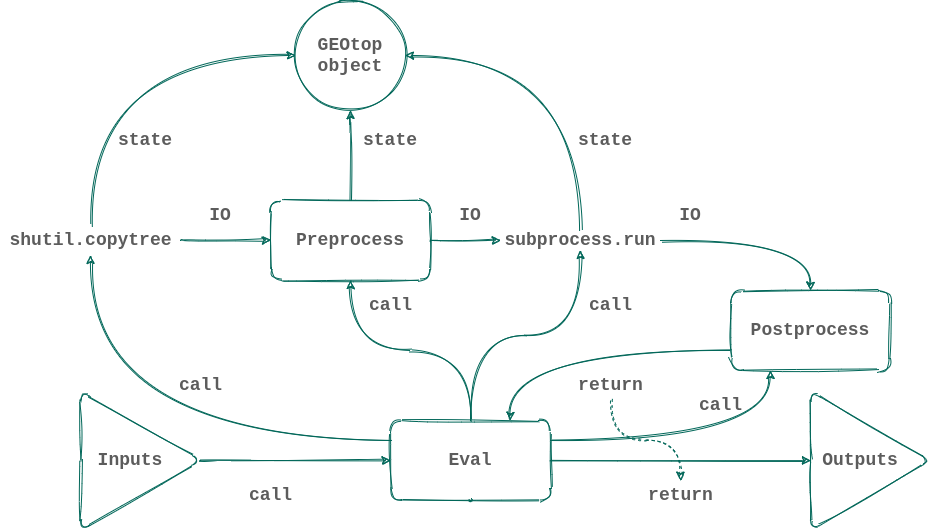 GEOtop
object
state
state
state
IO
IO
IO
shutil.copytree
Preprocess
subprocess.run
call
call
Postprocess
call
return
call
Inputs
Eval
Outputs
call
return